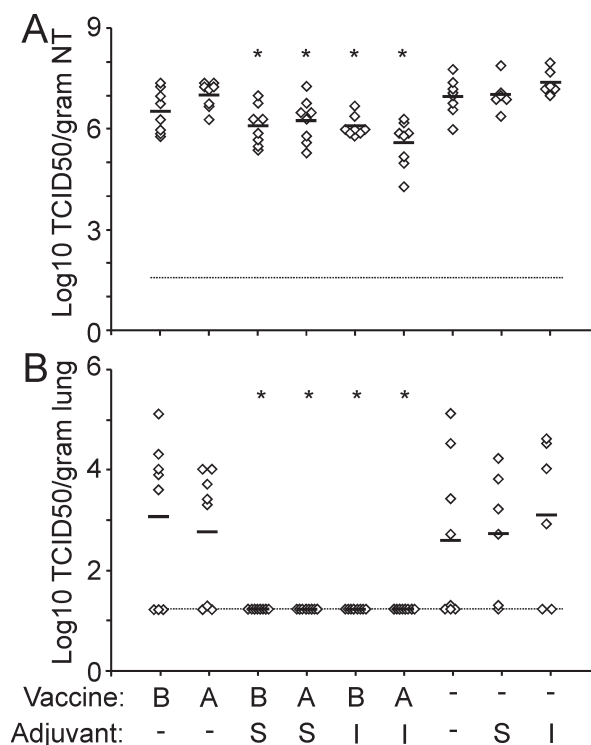 A
Log10 TCID50/gram NT
9
6
3
0
* * * *
B
Log10 TCID50/gram lung
6
4
2
0
* * * *
Vaccine: B A B A B A - - -
Adjuvant: - - S S I I - S I